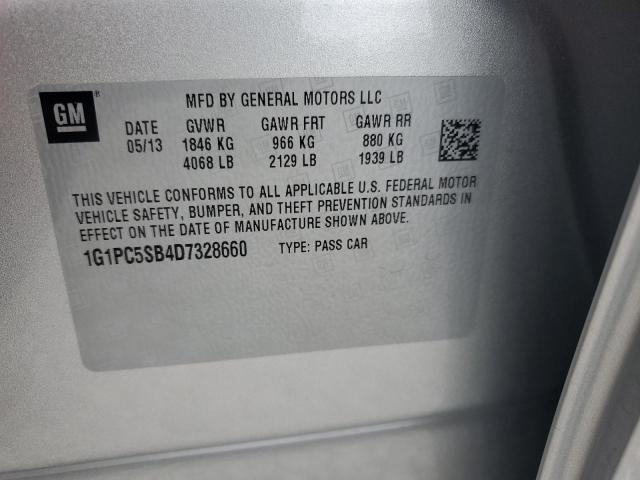 GM®
MFD BY GENERAL MOTORS LLC
DATE GVWR GAWR FRT GAWR RR
05/13 1846 KG 966 KG 880 KG
4068 LB 2129 LB 1939 LB
THIS VEHICLE CONFORMS TO ALL APPLICABLE U.S. FEDERAL MOTOR
VEHICLE SAFETY, BUMPER, AND THEFT PREVENTION STANDARDS IN
EFFECT ON THE DATE OF MANUFACTURE SHOWN ABOVE.
1G1PC5SB4D7328660 TYPE: PASS CAR